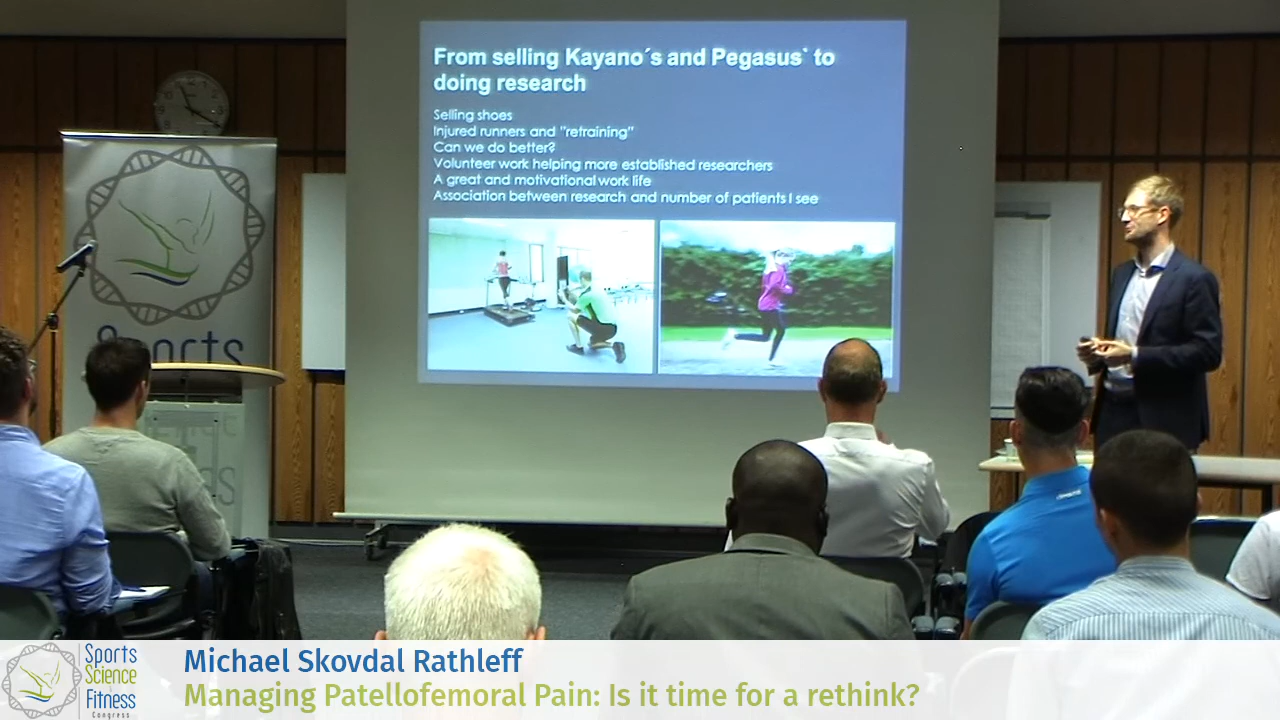 From selling Kayano´s and Pegasus` to
doing research
Selling shoes
Injured runners and "retraining"
Can we do better?
Volunteer work helping more established researchers
A great and motivational work life
Association between research and number of patients I see
Sports
Sports
Science
Fitness
Congress
Michael Skovdal Rathleff
Managing Patellofemoral Pain: Is it time for a rethink?